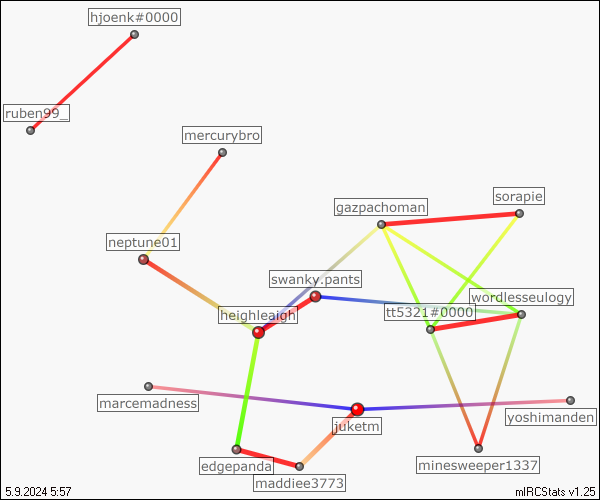 hjoenk#0000
ruben99_
mercurybro
sorapie
gazpachoman
neptune01
swanky.pants
wordlesseulogy
heighleaigh
tt5321#0000
marcemadness
yoshimanden
juketm
edgepanda
minesweeper1337
maddiee3773
5.9.2024 5:57
mIRCStats v1.25